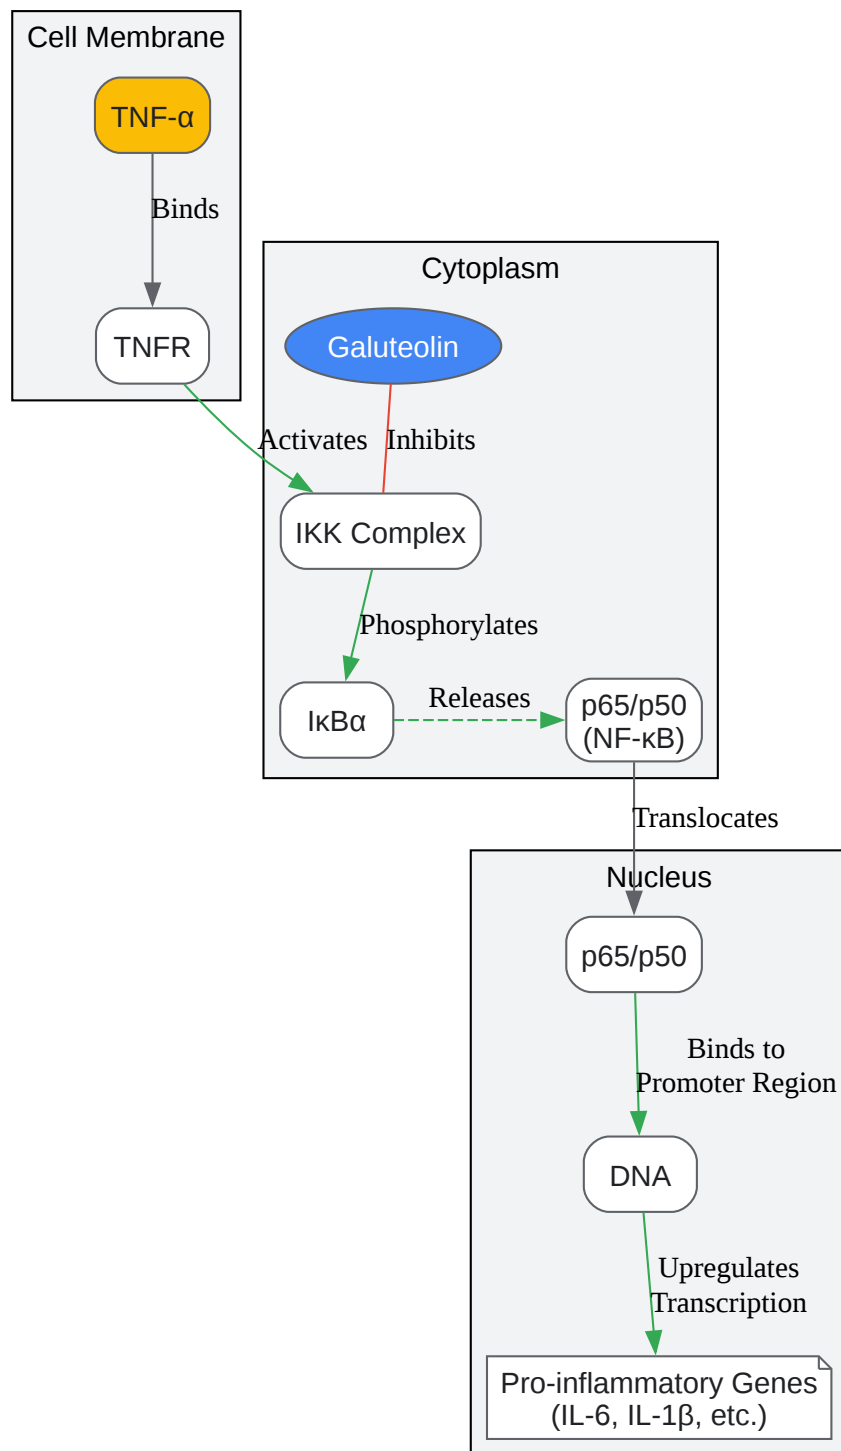 Cell Membrane
TNF-α
Binds
TNFR
Cytoplasm
Galuteolin
Activates
Inhibits
IKK Complex
Phosphorylates
IκBα
Releases
p65/p50
(NF-κB)
Translocates
Nucleus
p65/p50
Binds to
Promoter Region
DNA
Upregulates
Transcription
Pro-inflammatory Genes
(IL-6, IL-1β, etc.)